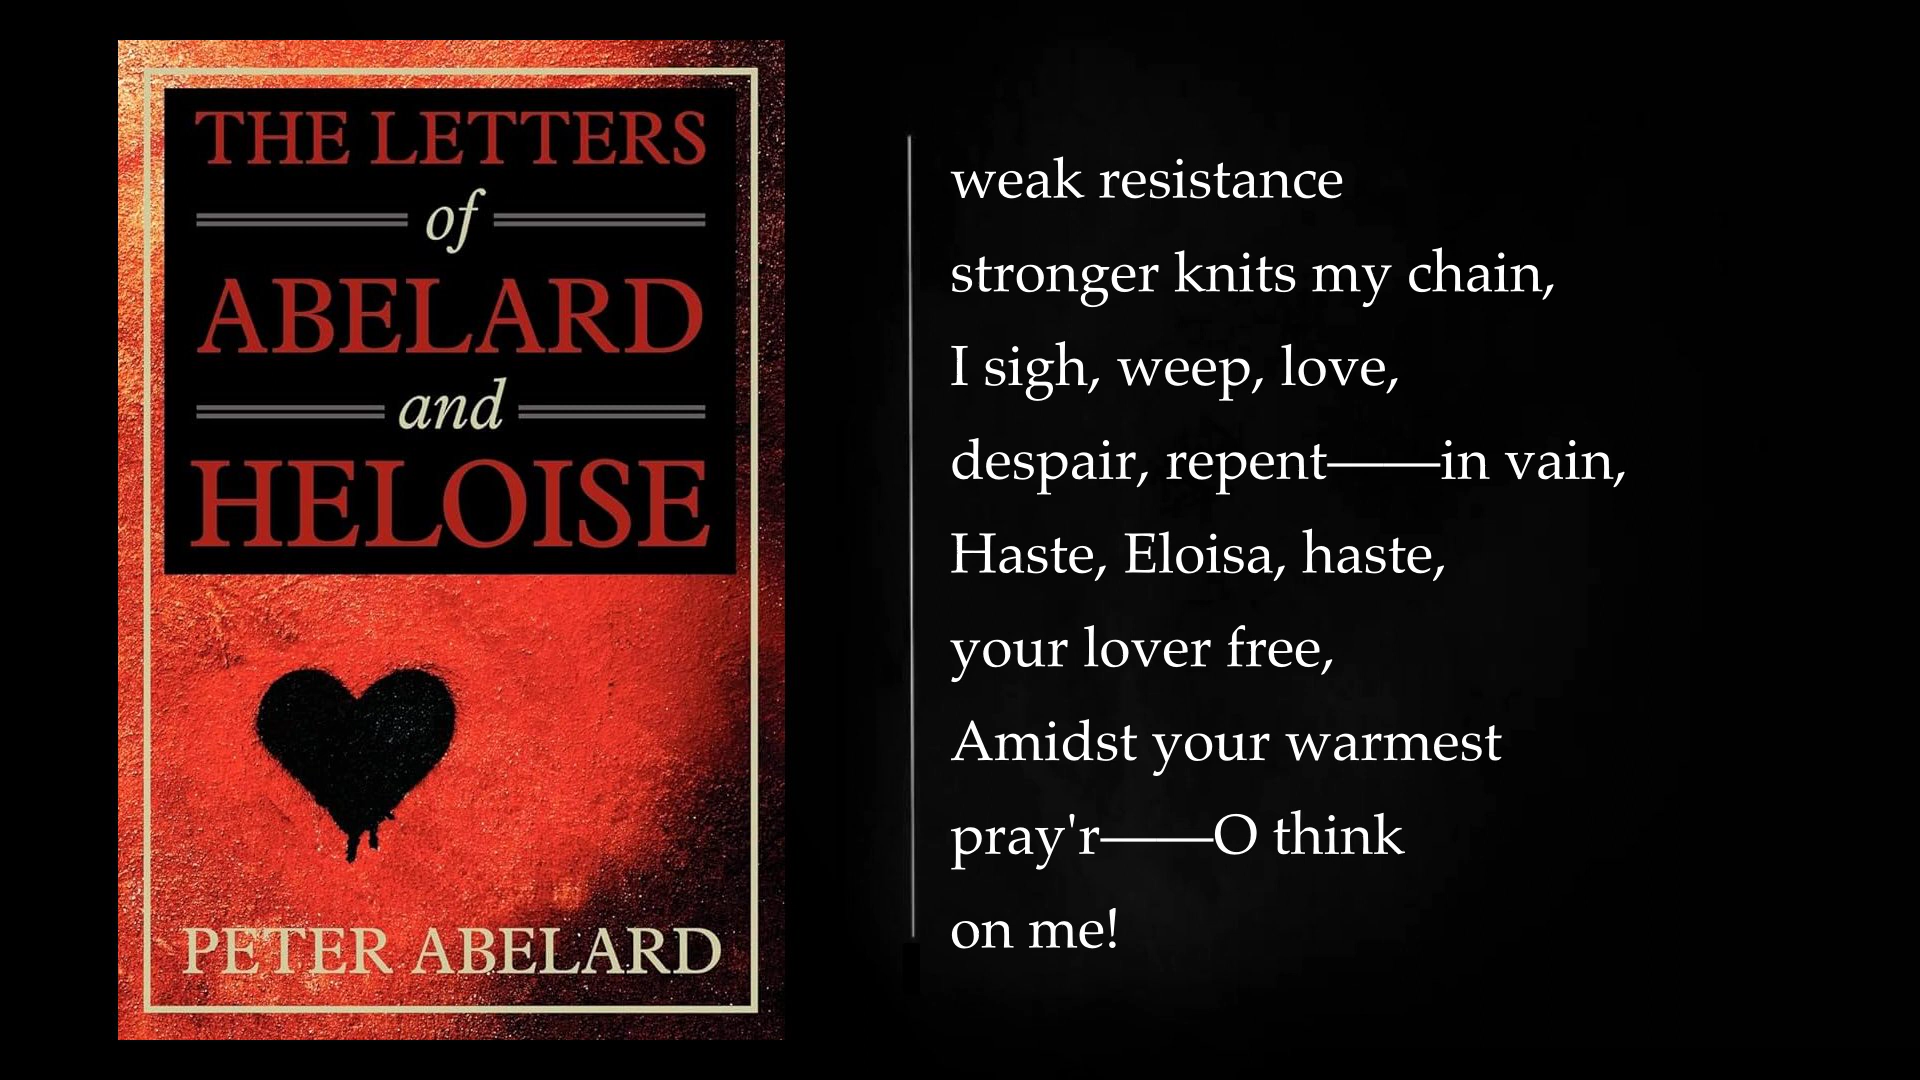 THE LETTERS
of
ABELARD
and
HELOISE
PETER ABELARD
weak resistance
stronger knits my chain,
I sigh, weep, love,
despair, repent——in vain,
Haste, Eloisa, haste,
your lover free,
Amidst your warmest
pray'r——O think
on me!